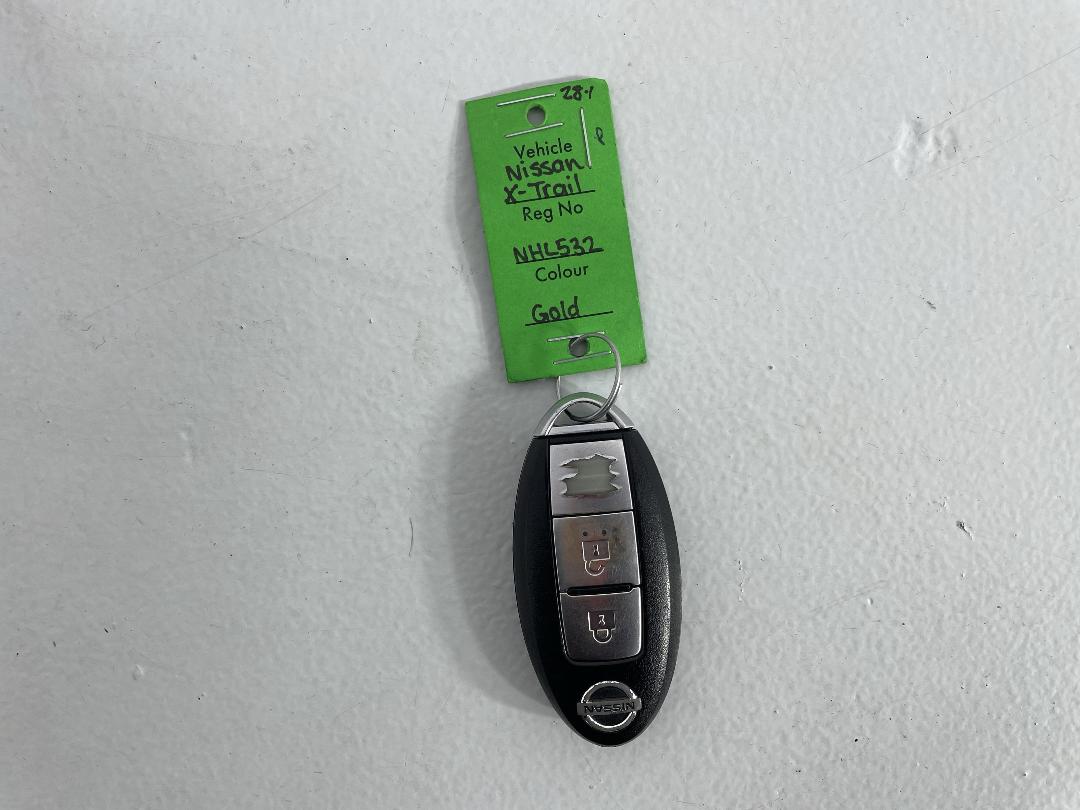 28-1
P
Vehicle
Nissan
X-Trail
Reg No
NHL532
Colour
Gold
NISSAN